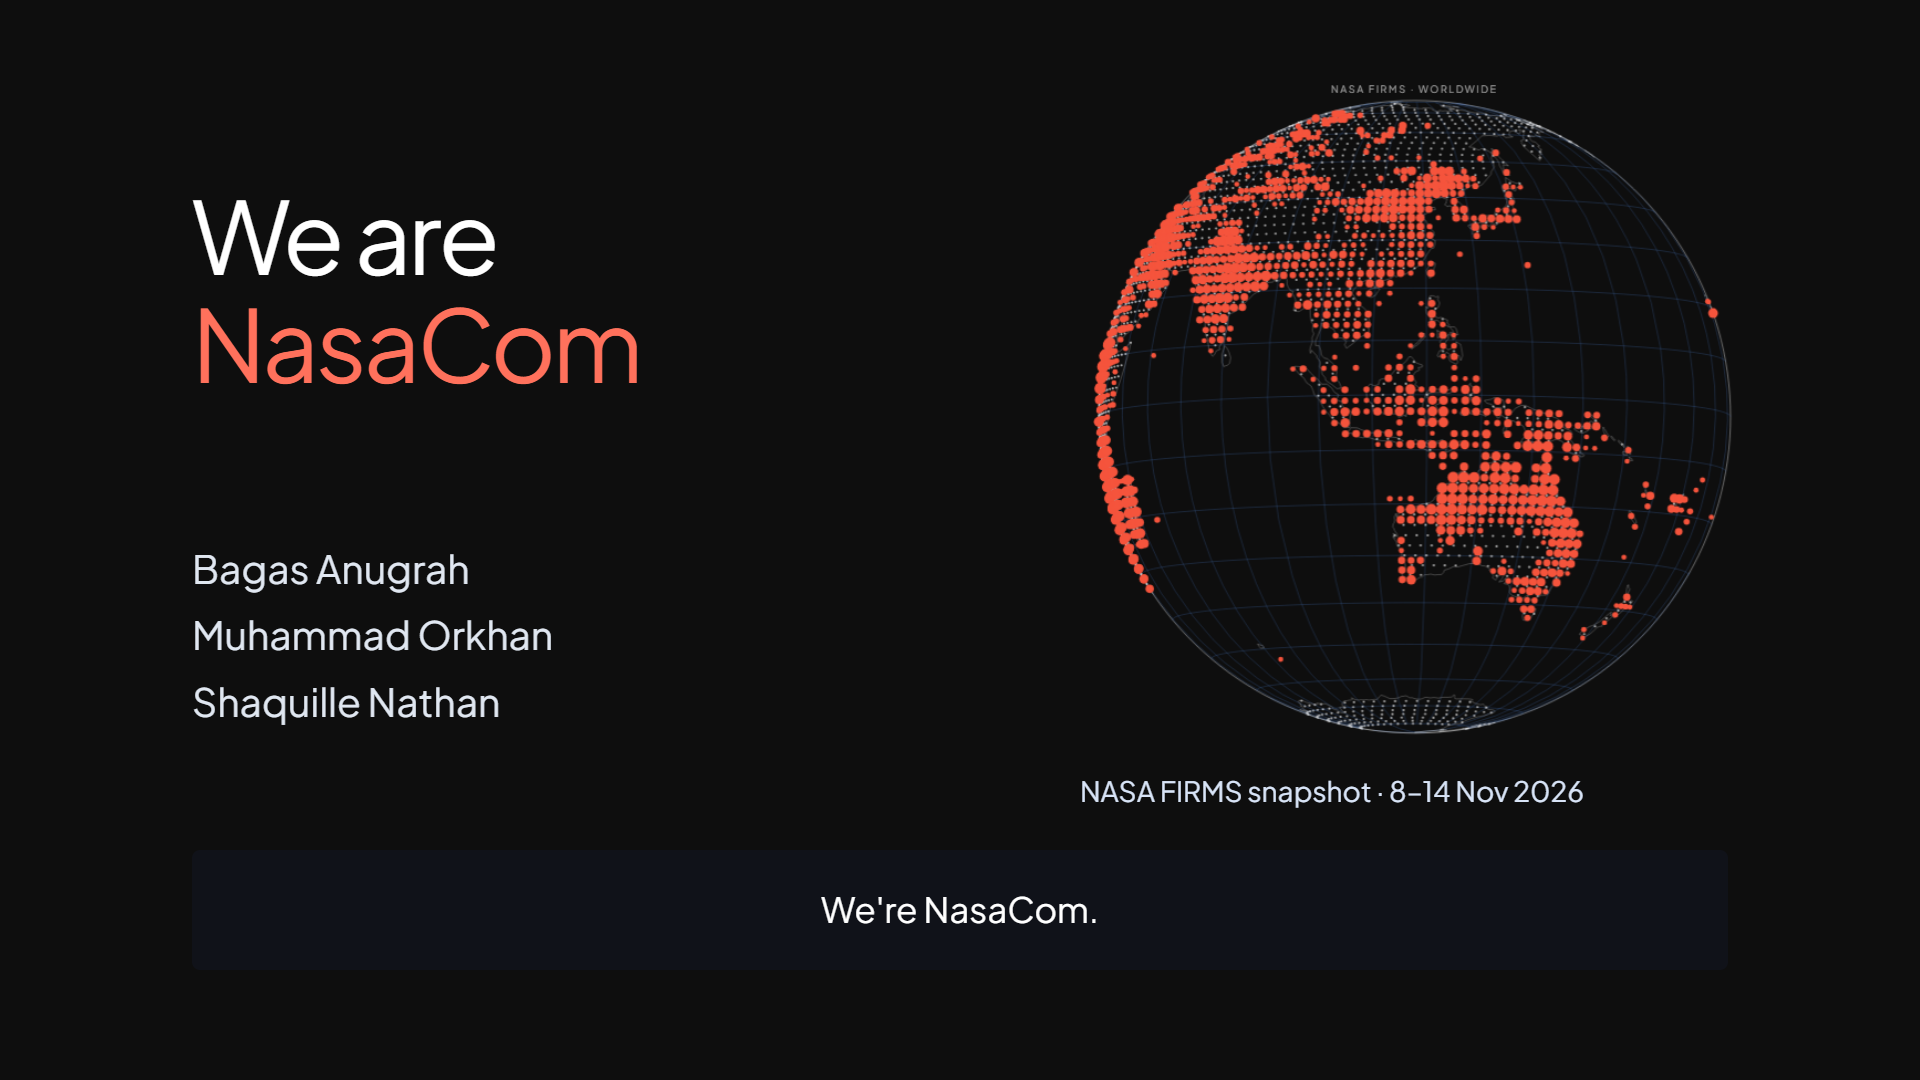 We are
NasaCom
Bagas Anugrah
Muhammad Orkhan
Shaquille Nathan
NASA FIRMS · WORLDWIDE
NASA FIRMS snapshot · 8–14 Nov 2026
We're NasaCom.